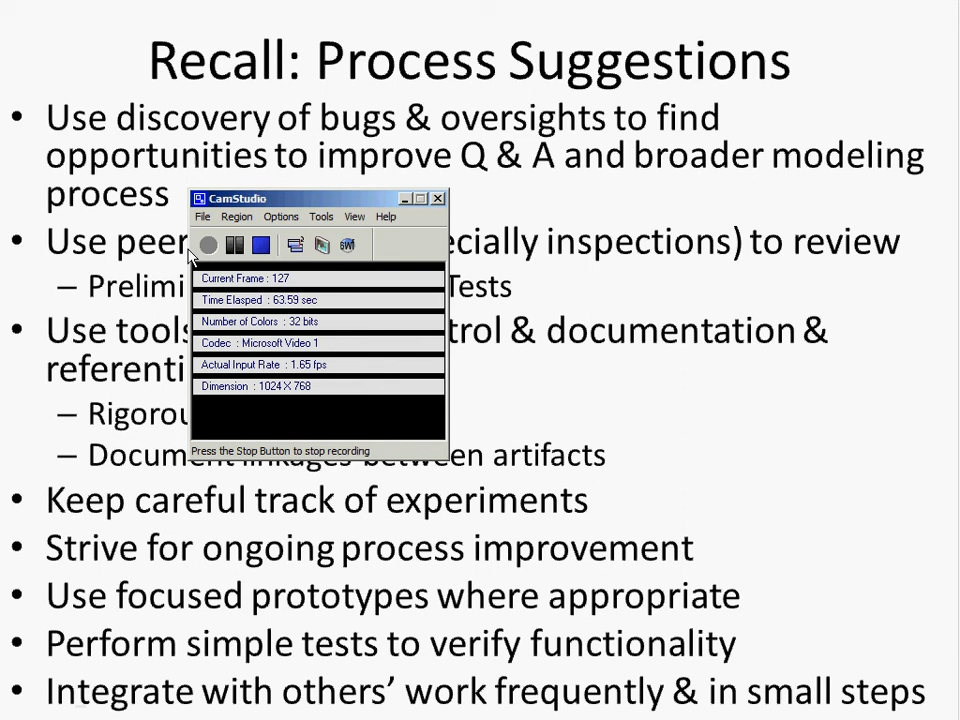 Recall: Process Suggestions
• Use discovery of bugs & oversights to find
opportunities to improve Q & A and broader modeling
process
CamStudio
File Region Options Tools View Help
• Use peer ecially inspections) to review
Current Frame : 127
– Prelimi Tests
Time Elasped : 63.59 sec
Number of Colors : 32 bits
• Use tools trol & documentation &
Codec : Microsoft Video 1
referenti
Actual Input Rate : 1.65 fps
Dimension : 1024 X 768
– Rigorou
Press the Stop Button to stop recording
– Document linkages between artifacts
• Keep careful track of experiments
• Strive for ongoing process improvement
• Use focused prototypes where appropriate
• Perform simple tests to verify functionality
• Integrate with others’ work frequently & in small steps